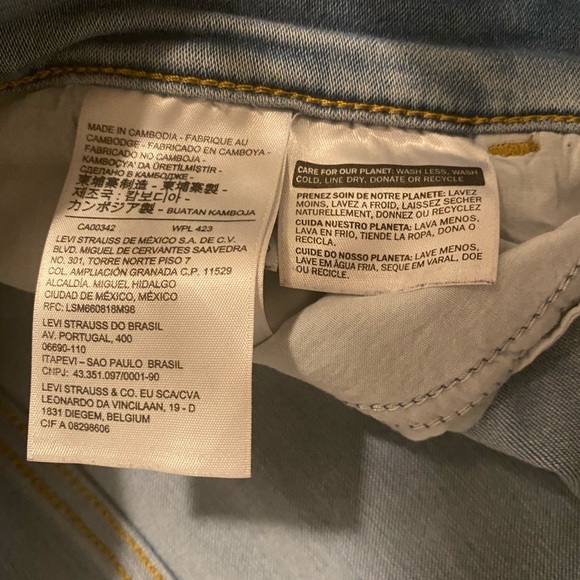 MADE IN CAMBODIA - FABRIQUE AU
CAMBODGE - FABRICADO EN CAMBOYA -
FABRICADO NO CAMBOJA -
KAMBOÇYA'DA ÜRETİLMİŞTİR -
СДЕЛАНО В КАМБОДЖЕ -
柬埔寨制造 - 柬埔寨製 -
제조국: 캄보디아 -
カンボジア製 - BUATAN KAMBOJA
CA00342 WPL 423
LEVI STRAUSS DE MÉXICO S.A. DE C.V.
BLVD. MIGUEL DE CERVANTES SAAVEDRA
NO. 301, TORRE NORTE PISO 7
COL. AMPLIACIÓN GRANADA C.P. 11529
ALCALDÍA. MIGUEL HIDALGO
CIUDAD DE MÉXICO, MÉXICO
RFC: LSM660818M98
LEVI STRAUSS DO BRASIL
AV. PORTUGAL, 400
06690-110
ITAPEVI – SAO PAULO BRASIL
CNPJ: 43.351.097/0001-90
LEVI STRAUSS & CO. EU SCA/CVA
LEONARDO DA VINCILAAN, 19 - D
1831 DIEGEM, BELGIUM
CIF A 08298606
CARE FOR OUR PLANET: WASH LESS, WASH
COLD, LINE DRY, DONATE OR RECYCLE
PRENEZ SOIN DE NOTRE PLANETE: LAVEZ
MOINS, LAVEZ A FROID, LAISSEZ SECHER
NATURELLEMENT, DONNEZ OU RECYCLEZ
CUIDA NUESTRO PLANETA: LAVA MENOS,
LAVA EN FRIO, TIENDE LA ROPA, DONA O
RECICLA.
CUIDE DO NOSSO PLANETA: LAVE MENOS,
LAVE EM ÁGUA FRIA, SEQUE EM VARAL, DOE
OU RECICLE.